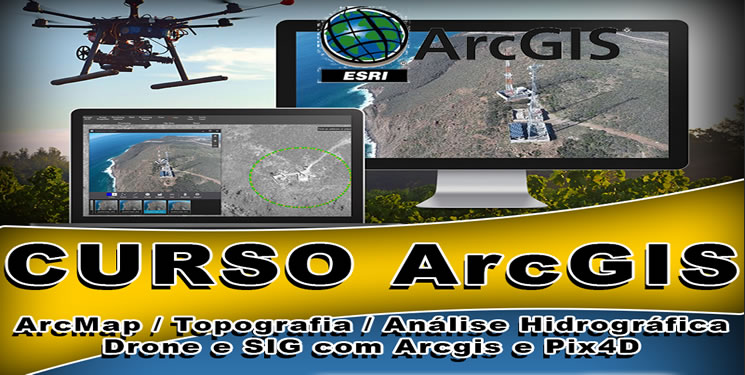 ArcGIS
ESRI
CURSO ArcGIS
ArcMap / Topografia / Análise Hidrográfica
Drone e SIG com Arcgis e Pix4D